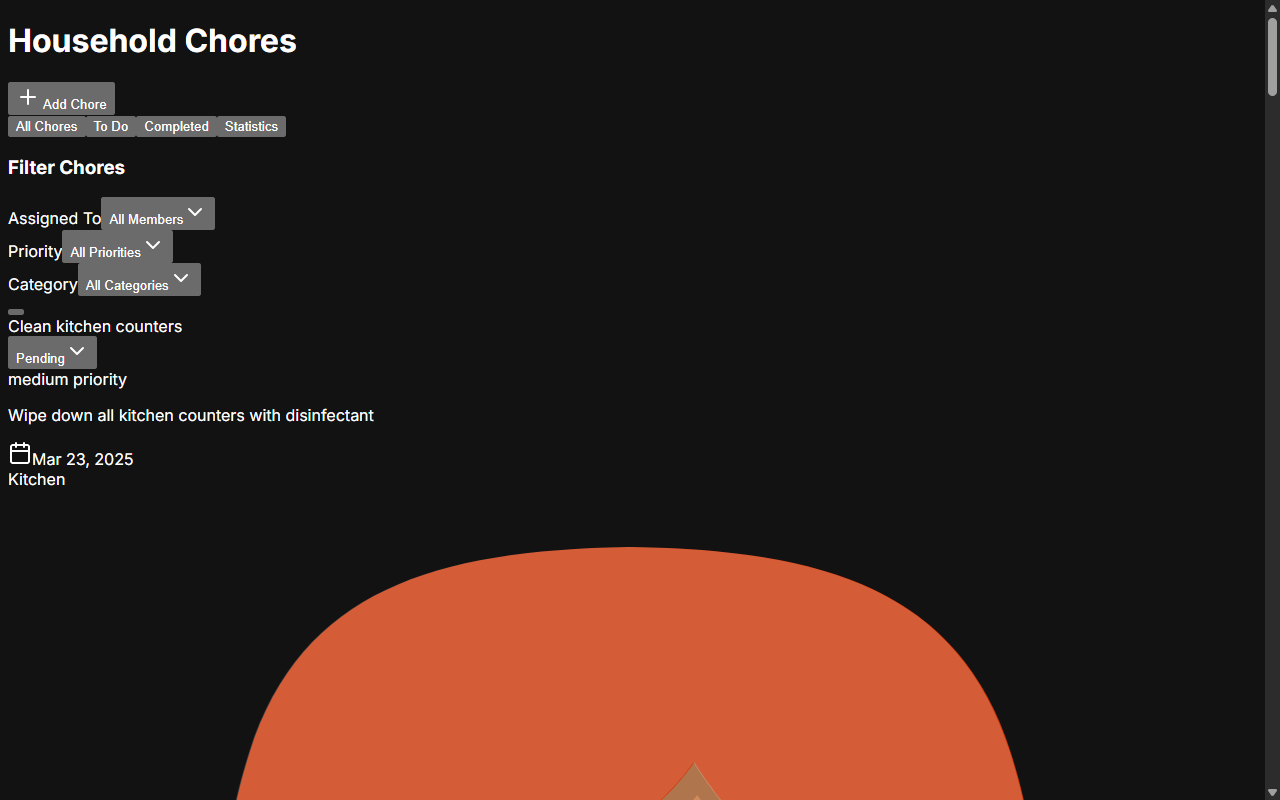 Household Chores
Add Chore
All Chores To Do Completed Statistics
Filter Chores
Assigned To All Members
Priority All Priorities
Category All Categories
Clean kitchen counters
Pending
medium priority
Wipe down all kitchen counters with disinfectant
Mar 23, 2025
Kitchen